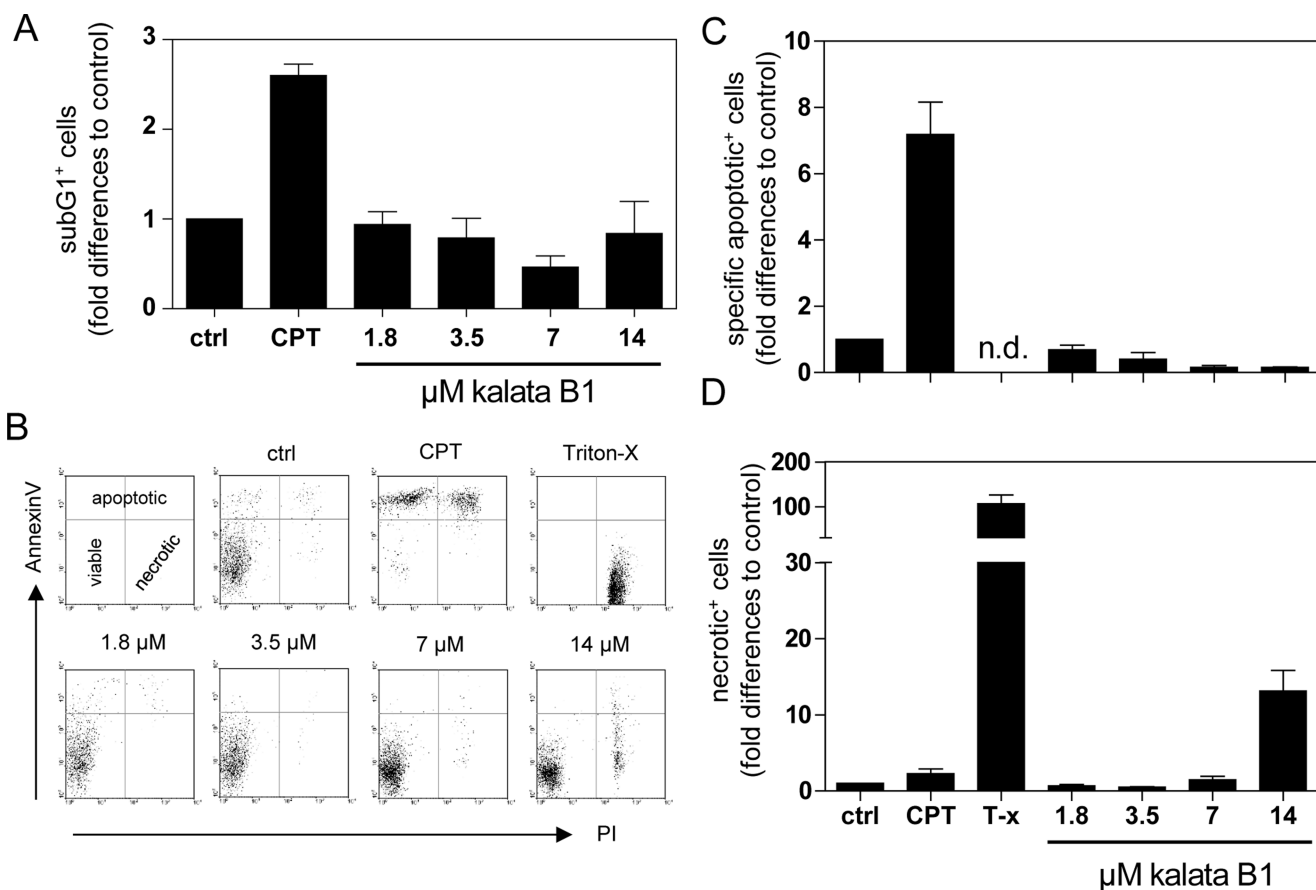 A
subG1⁺ cells
(fold differences to control)
3
2
1
0
ctrl CPT 1.8 3.5 7 14
µM kalata B1
B
ctrl CPT Triton-X
AnnexinV
apoptotic
viable
necrotic
1.8 µM 3.5 µM 7 µM 14 µM
PI
C
specific apoptotic⁺ cells
(fold differences to control)
10
8
6
4
2
0
n.d.
D
necrotic⁺ cells
(fold differences to control)
200
100
30
20
10
0
ctrl CPT T-x 1.8 3.5 7 14
µM kalata B1